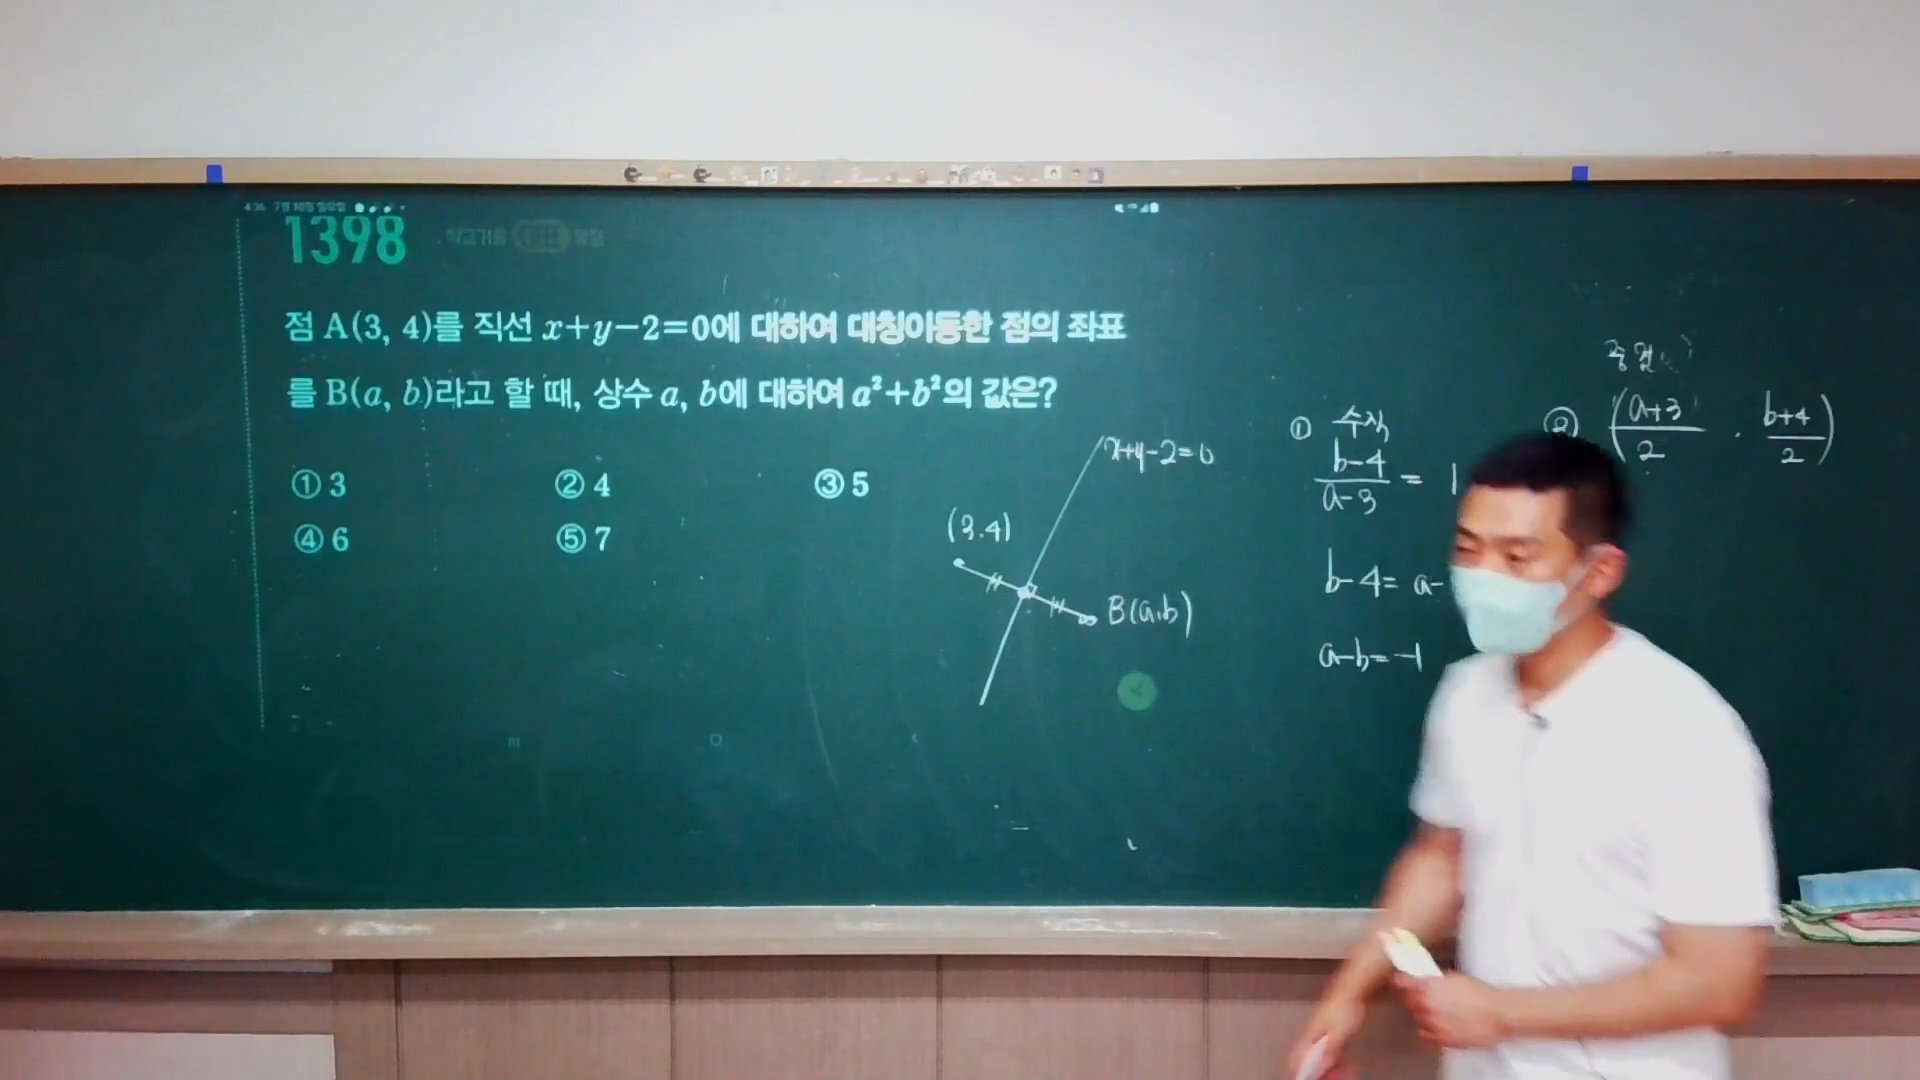 1398
점 A(3, 4)를 직선 x+y−2=0에 대하여 대칭이동한 점의 좌표
를 B(a, b)라고 할 때, 상수 a, b에 대하여 a²+b²의 값은?
① 3 ② 4 ③ 5
④ 6 ⑤ 7
x+y-2=0
(3.4)
B(a.b)
① 수직
b-4/a-3 = 1
b-4= a-
a-b=-1
중점
② (a+3/2 . b+4/2)